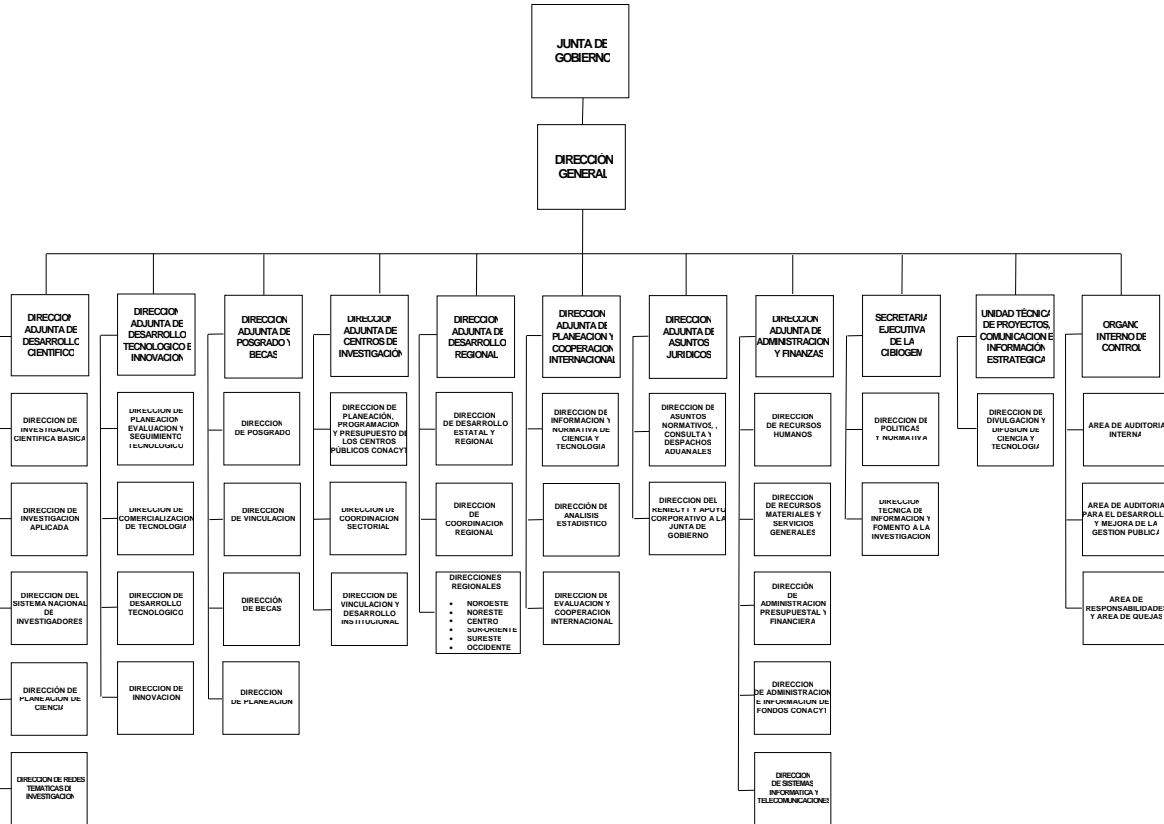 JUNTA DE
GOBIERNO
DIRECCIÓN
GENERAL
DIRECCION
ADJUNTA DE
DESARROLLO
CIENTIFICO
DIRECCION
ADJUNTA DE
DESARROLLO
TECNOLOGICO E
INNOVACION
DIRECCION
ADJUNTA DE
POSGRADO Y
BECAS
DIRECCION
ADJUNTA DE
CENTROS DE
INVESTIGACIÓN
DIRECCION
ADJUNTA DE
DESARROLLO
REGIONAL
DIRECCION
ADJUNTA DE
PLANEACION Y
COOPERACION
INTERNACIONAL
DIRECCION
ADJUNTA DE
ASUNTOS
JURIDICOS
DIRECCION
ADJUNTA DE
ADMINISTRACION
Y FINANZAS
SECRETARIA
EJECUTIVA
DE LA
CIBIOGEM
UNIDAD TÉCNICA
DE PROYECTOS,
COMUNICACION E
INFORMACIÓN
ESTRATEGICA
ORGANO
INTERNO DE
CONTROL
DIRECCION DE
INVESTIGACION
CIENTIFICA BASICA
DIRECCION DE
PLANEACION
EVALUACION Y
SEGUIMIENTO
TECNOLOGICO
DIRECCION
DE POSGRADO
DIRECCION DE
PLANEACIÓN,
PROGRAMACION
Y PRESUPUESTO DE
LOS CENTROS
PÚBLICOS CONACYT
DIRECCION
DE DESARROLLO
ESTATAL Y
REGIONAL
DIRECCION DE
INFORMACION Y
NORMATIVA DE
CIENCIA Y
TECNOLOGIA
DIRECCION DE
ASUNTOS
NORMATIVOS, ,
CONSULTA Y
DESPACHOS
ADUANALES
DIRECCION
DE RECURSOS
HUMANOS
DIRECCION DE
POLITICAS
Y NORMATIVA
DIRECCION DE
DIVULGACION Y
DIFUSION DE
CIENCIA Y
TECNOLOGIA
AREA DE AUDITORIA
INTERNA
DIRECCION DE
INVESTIGACION
APLICADA
DIRECCION DE
COMERCIALIZACION
DE TECNOLOGIA
DIRECCION
DE VINCULACION
DIRECCION DE
COORDINACION
SECTORIAL
DIRECCION
DE
COORDINACION
REGIONAL
DIRECCIÓN DE
ANALISIS
ESTADISTICO
DIRECCION DEL
RENIECYT Y APOYO
CORPORATIVO A LA
JUNTA DE
GOBIERNO
DIRECCION
DE RECURSOS
MATERIALES Y
SERVICIOS
GENERALES
DIRECCION
TECNICA DE
INFORMACION Y
FOMENTO A LA
INVESTIGACION
AREA DE AUDITORIA
PARA EL DESARROLLO
Y MEJORA DE LA
GESTION PUBLICA
DIRECCION DEL
SISTEMA NACIONAL
DE
INVESTIGADORES
DIRECCION DE
DESARROLLO
TECNOLOGICO
DIRECCIÓN
DE BECAS
DIRECCION DE
VINCULACION Y
DESARROLLO
INSTITUCIONAL
DIRECCIONES
REGIONALES
• NOROESTE
• NORESTE
• CENTRO
• SUR-ORIENTE
• SURESTE
• OCCIDENTE
DIRECCION DE
EVALUACION Y
COOPERACION
INTERNACIONAL
DIRECCIÓN
DE
ADMINISTRACION
PRESUPUESTAL Y
FINANCIERA
AREA DE
RESPONSABILIDADES
Y AREA DE QUEJAS
DIRECCIÓN DE
PLANEACION DE
CIENCIA
DIRECCION DE
INNOVACION
DIRECCION
DE PLANEACION
DIRECCION
DE ADMINISTRACION
E INFORMACION DE
FONDOS CONACYT
DIRECCION DE REDES
TEMATICAS DE
INVESTIGACION
DIRECCION
DE SISTEMAS
INFORMATICA Y
TELECOMUNICACIONES